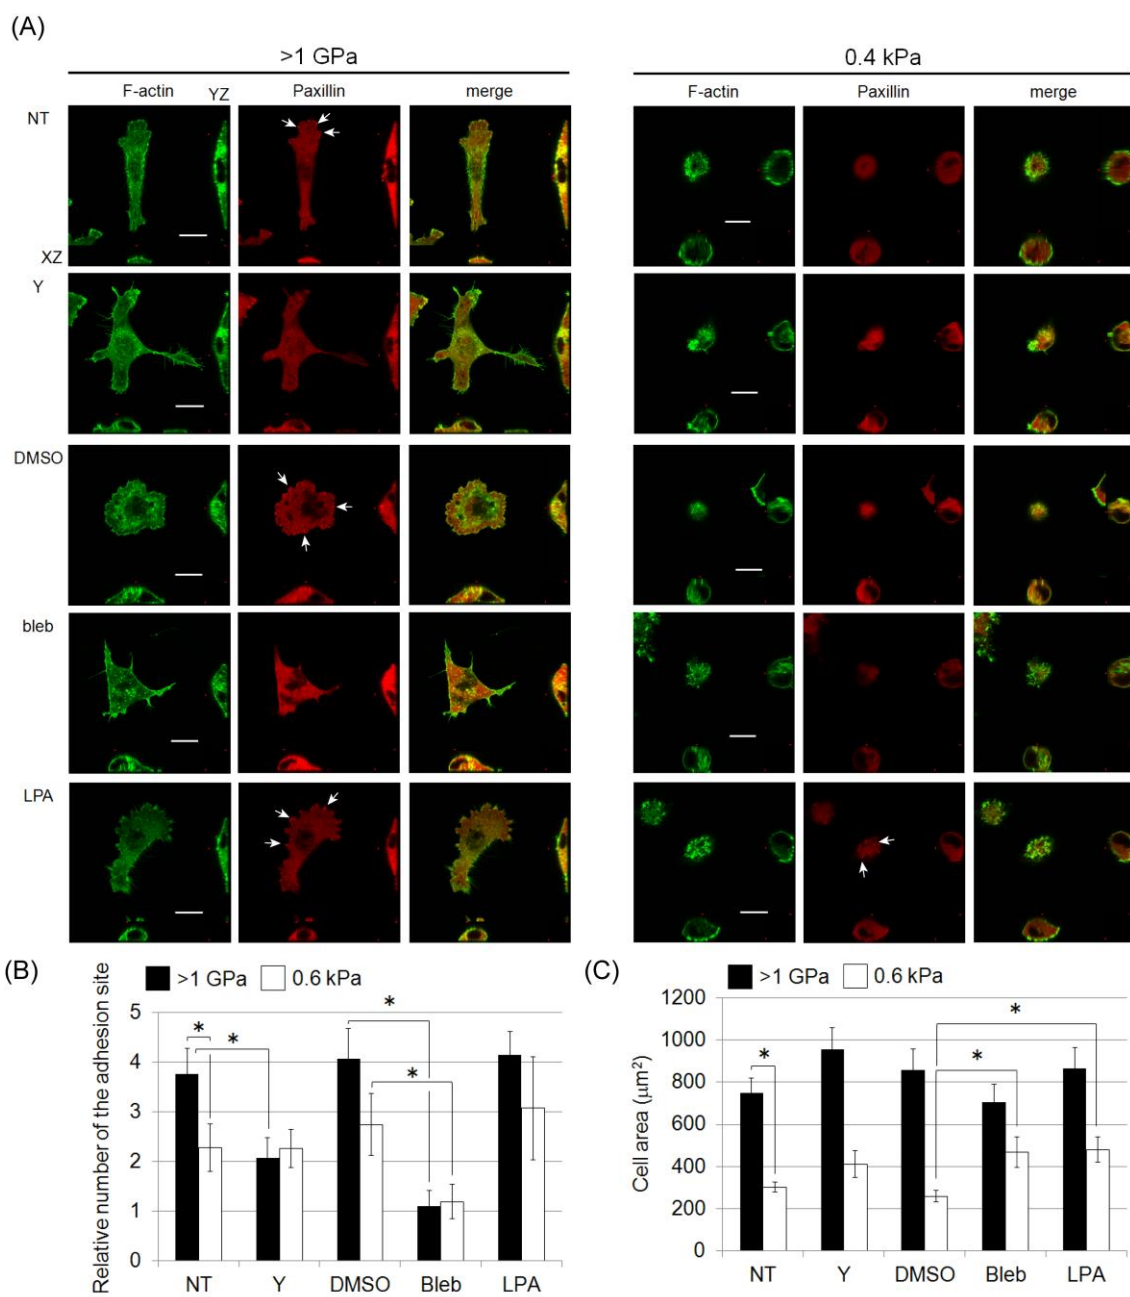 (A)
>1 GPa
0.4 kPa
F-actin YZ Paxillin merge
F-actin Paxillin merge
NT
XZ
Y
DMSO
bleb
LPA
(B)
>1 GPa 0.6 kPa
Relative number of the adhesion site
5
4
3
2
1
0
* * * *
NT Y DMSO Bleb LPA
(C)
>1 GPa 0.6 kPa
Cell area (μm²)
1200
1000
800
600
400
200
0
* * *
NT Y DMSO Bleb LPA